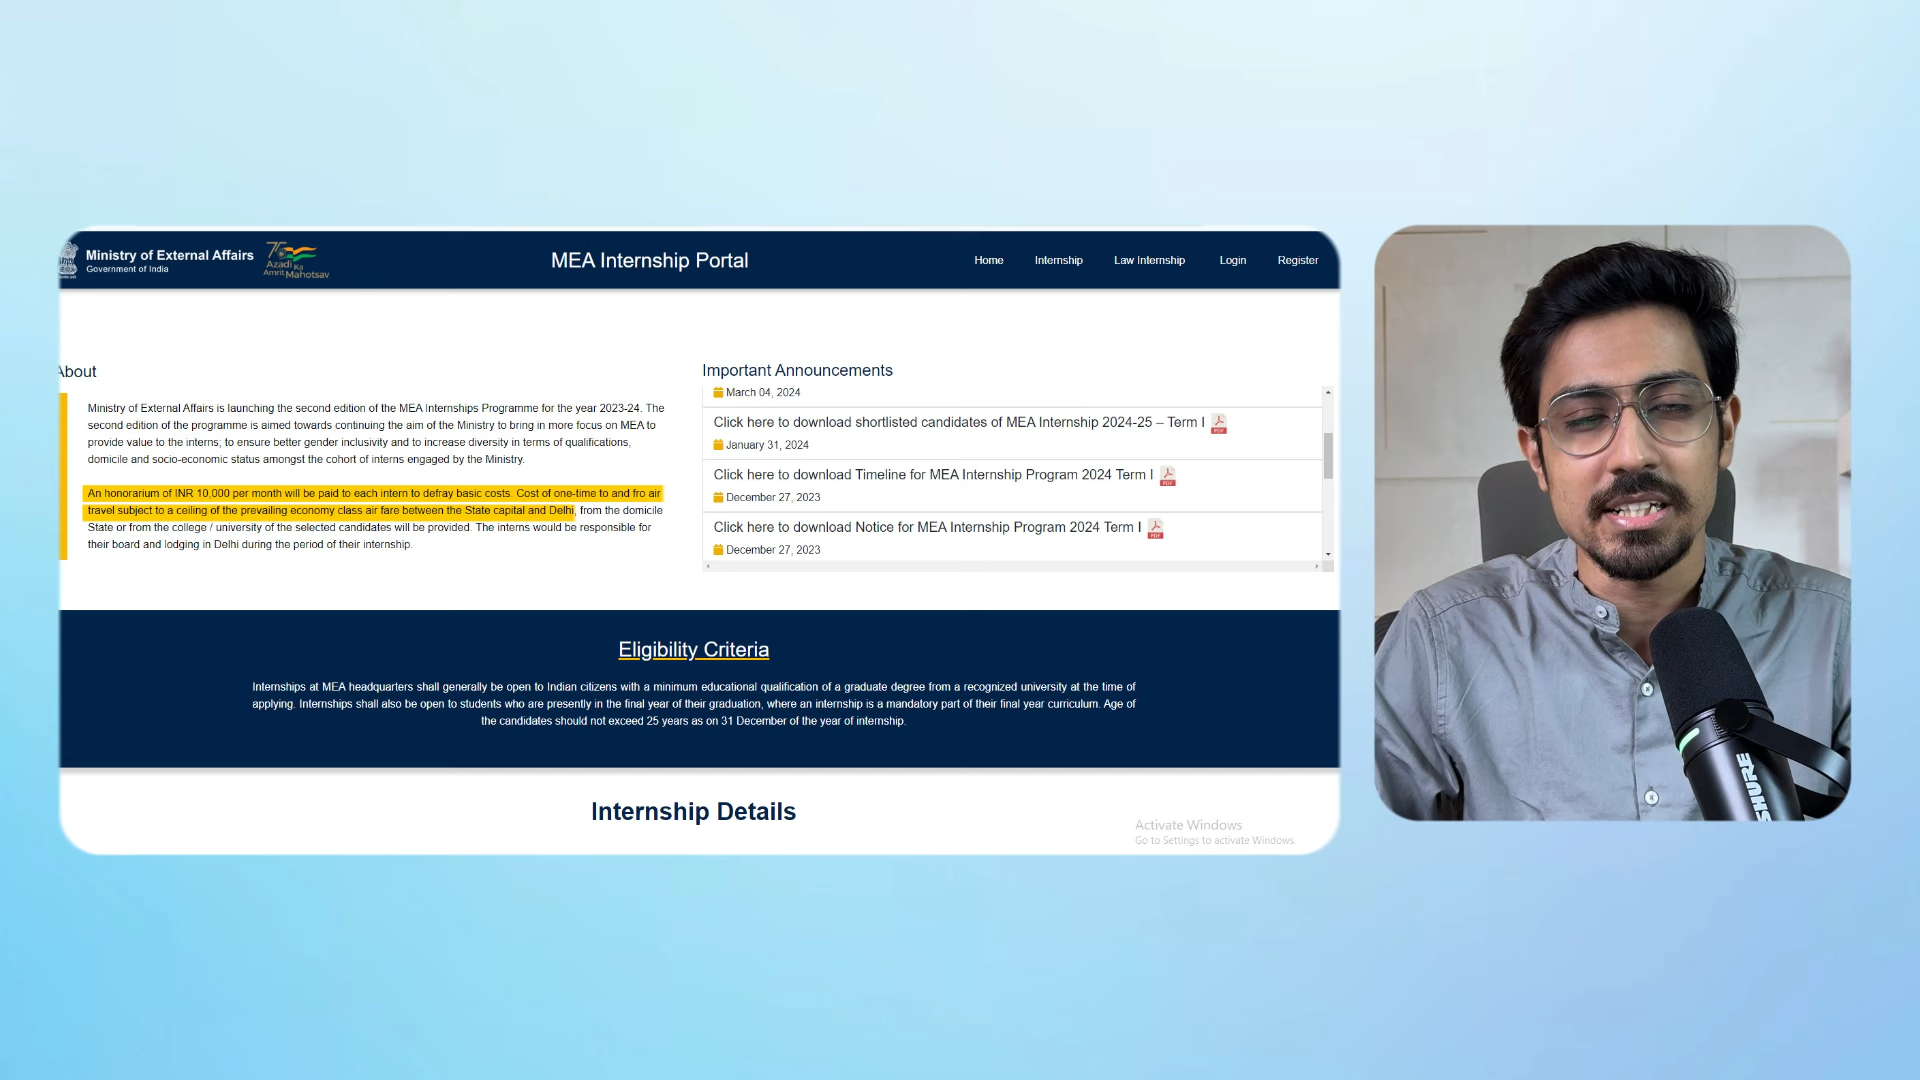 Ministry of External Affairs
Government of India
Azadi Ka
Amrit Mahotsav
MEA Internship Portal
Home
Internship
Law Internship
Login
Register
About
Ministry of External Affairs is launching the second edition of the MEA Internships Programme for the year 2023-24. The
second edition of the programme is aimed towards continuing the aim of the Ministry to bring in more focus on MEA to
provide value to the interns; to ensure better gender inclusivity and to increase diversity in terms of qualifications,
domicile and socio-economic status amongst the cohort of interns engaged by the Ministry.
An honorarium of INR 10,000 per month will be paid to each intern to defray basic costs. Cost of one-time to and fro air
travel subject to a ceiling of the prevailing economy class air fare between the State capital and Delhi, from the domicile
State or from the college / university of the selected candidates will be provided. The interns would be responsible for
their board and lodging in Delhi during the period of their internship.
Important Announcements
March 04, 2024
Click here to download shortlisted candidates of MEA Internship 2024-25 – Term I
PDF
January 31, 2024
Click here to download Timeline for MEA Internship Program 2024 Term I
PDF
December 27, 2023
Click here to download Notice for MEA Internship Program 2024 Term I
PDF
December 27, 2023
Eligibility Criteria
Internships at MEA headquarters shall generally be open to Indian citizens with a minimum educational qualification of a graduate degree from a recognized university at the time of
applying. Internships shall also be open to students who are presently in the final year of their graduation, where an internship is a mandatory part of their final year curriculum. Age of
the candidates should not exceed 25 years as on 31 December of the year of internship.
Internship Details
Activate Windows
Go to Settings to activate Windows.
SHURE